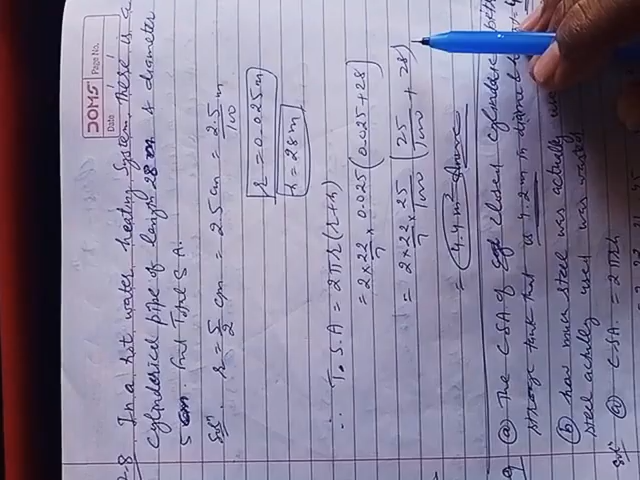 DOMS
Page No.
Date
Q.8 In a hot water heating system, there is a
cylinderical pipe of length 28 m & diameter
5 cm. Find Total S A.
Sol^n r = 5/2 cm = 2.5 cm = 2.5/100 m
r = 0.025 m
h = 28 m
∴ T.S.A = 2πr(r+h)
= 2 × 22/7 × 0.025 (0.025 + 28)
= 2 × 22/7 × 25/1000 (25/1000 + 28)
= 4.4 m² Answer
(a) The CSA of closed cylinder
storage tank that is 4.2 m in diameter
(b) how much steel was actually
steel actually used was wasted
Sol^n (a) CSA = 2πrh